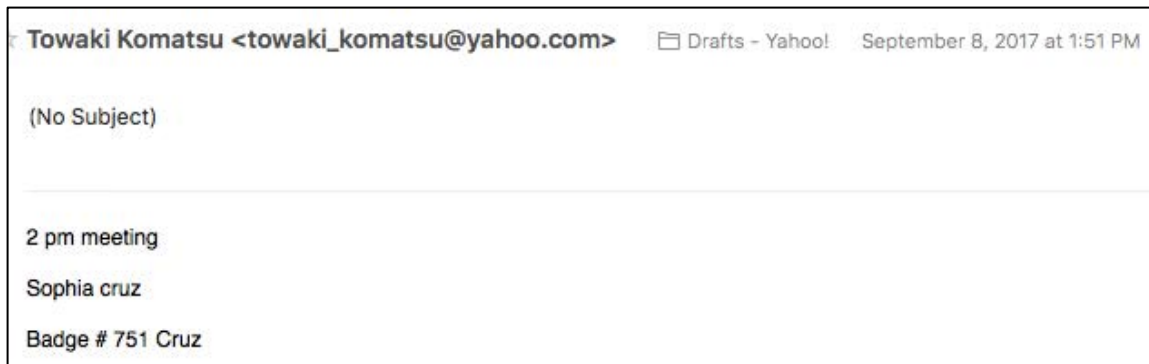 Towaki Komatsu <towaki_komatsu@yahoo.com> Drafts - Yahoo! September 8, 2017 at 1:51 PM
(No Subject)
2 pm meeting
Sophia cruz
Badge # 751 Cruz